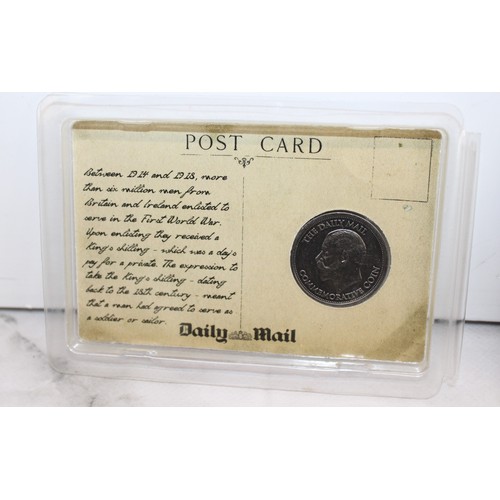 POST CARD
Between 1914 and 1918, more
than six million men from
Britain and Ireland enlisted to
serve in the First World War.
Upon enlisting they received a
King's shilling - which was a day's
pay for a private. The expression to
take the King's shilling - dating
back to the 18th century - meant
that a man had agreed to serve as
a soldier or sailor.
Daily Mail
THE DAILY MAIL
COMMEMORATIVE COIN